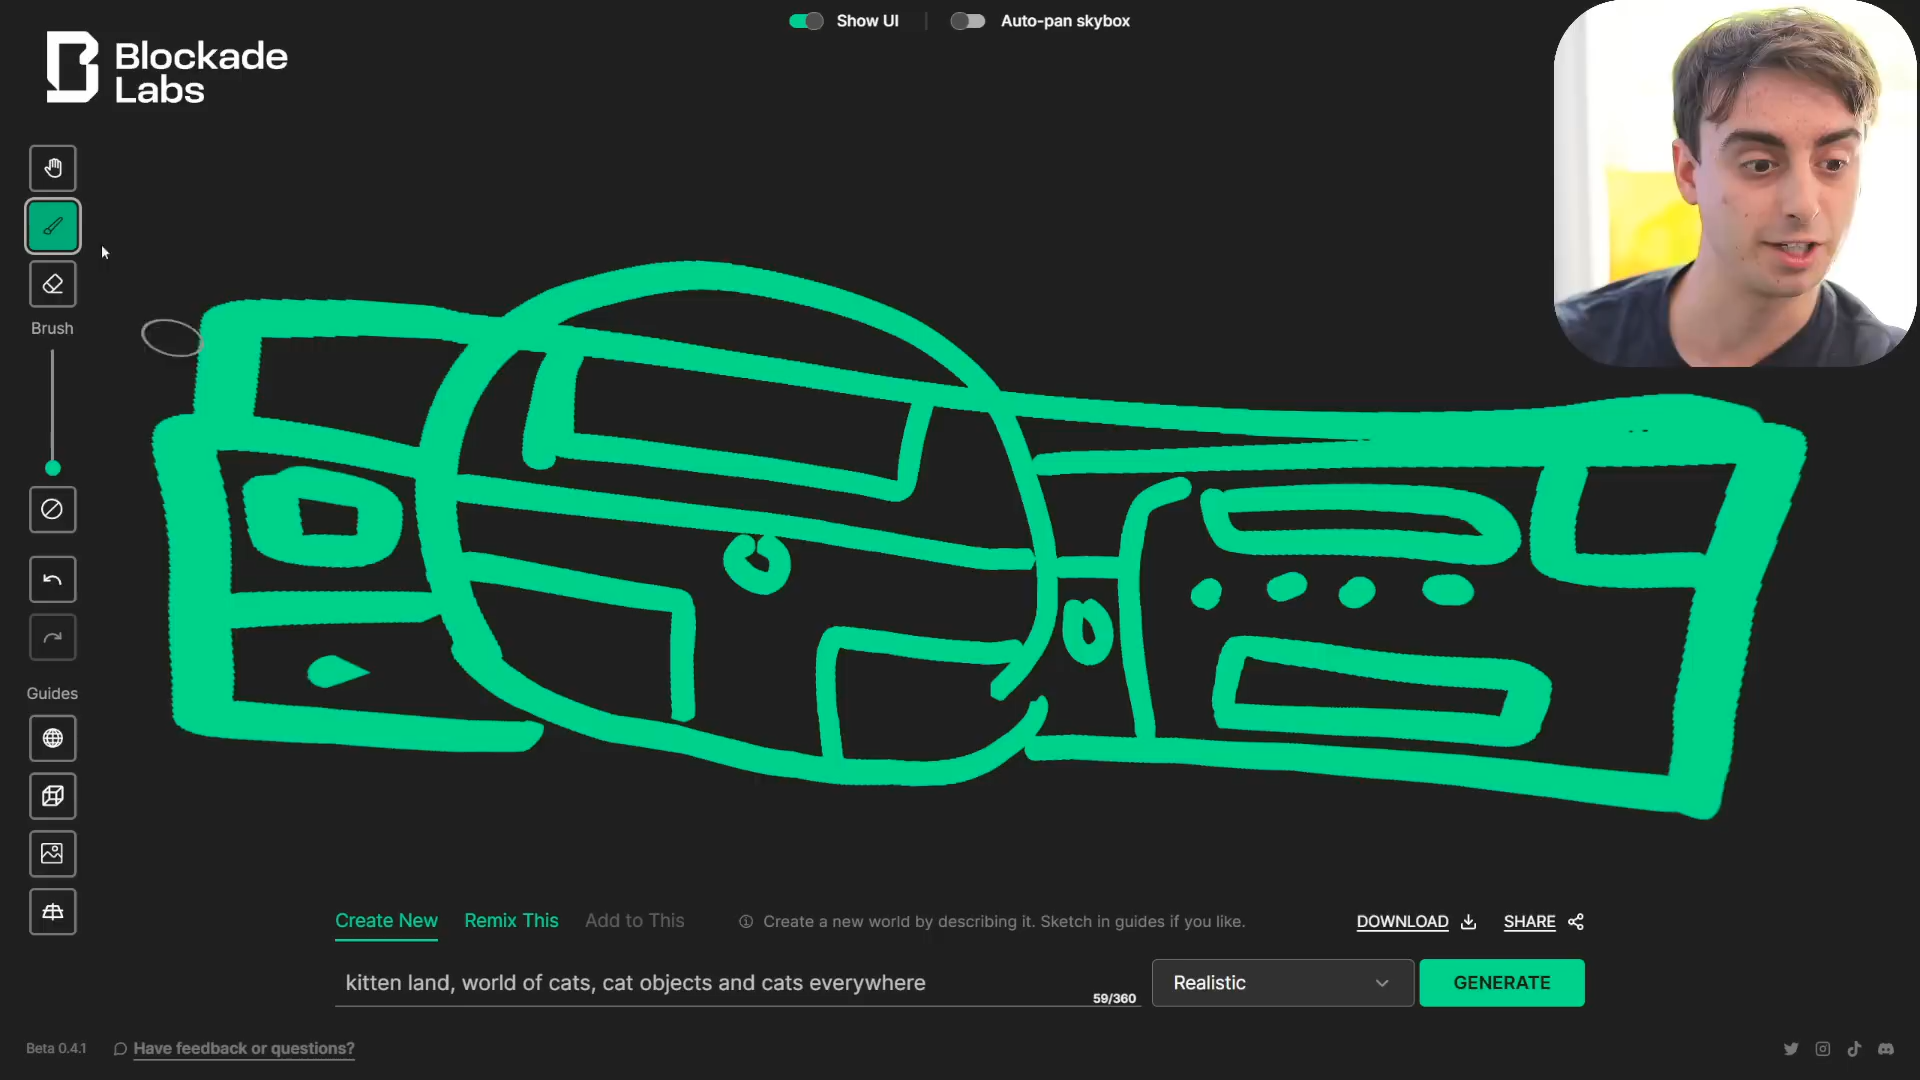 Show UI
Auto-pan skybox
Blockade
Labs
Brush
Guides
Create New
Remix This
Add to This
Create a new world by describing it. Sketch in guides if you like.
DOWNLOAD
SHARE
kitten land, world of cats, cat objects and cats everywhere
59/360
Realistic
GENERATE
Beta 0.4.1
Have feedback or questions?